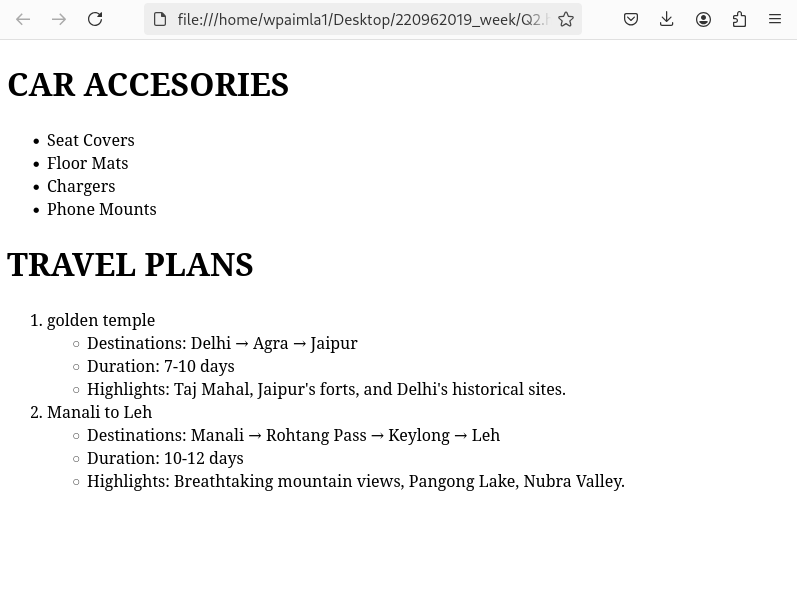 file:///home/wpaimla1/Desktop/220962019_week/Q2.
CAR ACCESORIES
• Seat Covers
• Floor Mats
• Chargers
• Phone Mounts
TRAVEL PLANS
1. golden temple
○ Destinations: Delhi → Agra → Jaipur
○ Duration: 7-10 days
○ Highlights: Taj Mahal, Jaipur's forts, and Delhi's historical sites.
2. Manali to Leh
○ Destinations: Manali → Rohtang Pass → Keylong → Leh
○ Duration: 10-12 days
○ Highlights: Breathtaking mountain views, Pangong Lake, Nubra Valley.